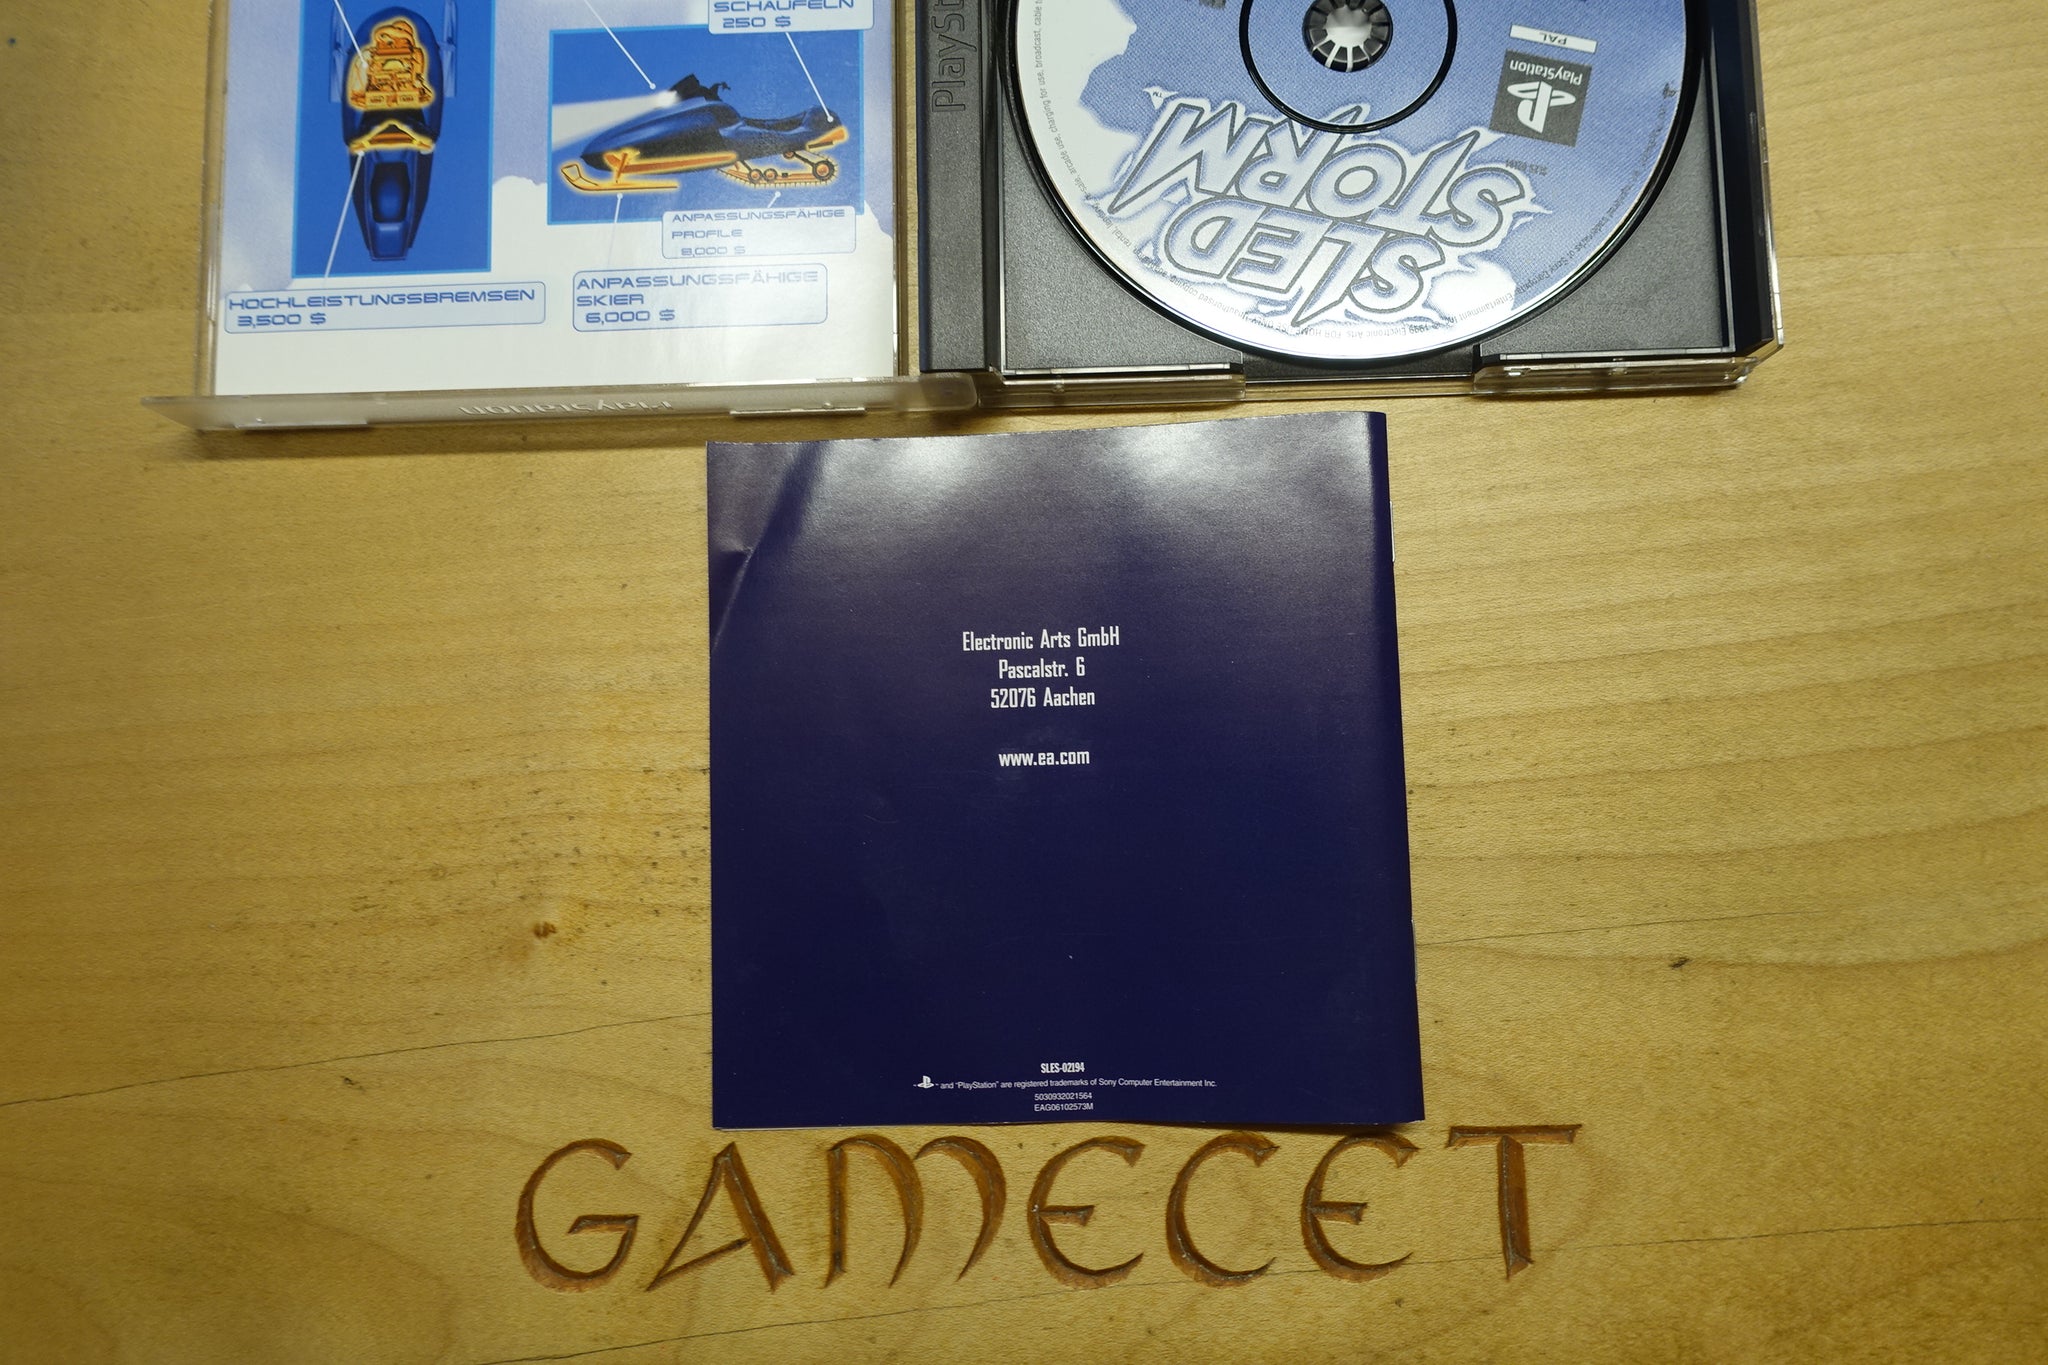 SCHAUFELN
250 $
ANPASSUNGSFÄHIGE
PROFILE
8,000 $
HOCHLEISTUNGSBREMSEN
3,500 $
ANPASSUNGSFÄHIGE
SKIER
6,000 $
PlayStation
PAL
PlayStation
SLED
STORM
™
Electronic Arts GmbH
Pascalstr. 6
52076 Aachen
www.ea.com
SLES-02194
and "PlayStation" are registered trademarks of Sony Computer Entertainment Inc.
5030932021564
EAG06102573M
GAMECET